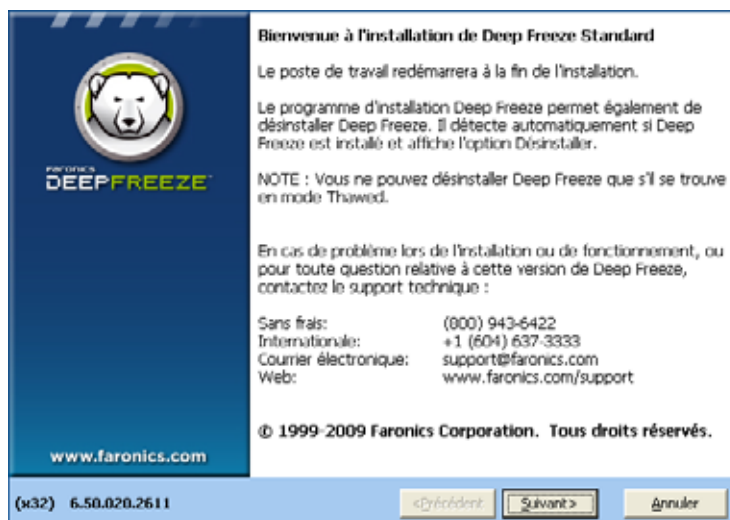 Bienvenue à l'installation de Deep Freeze Standard
Le poste de travail redémarrera à la fin de l'installation.
Le programme d'installation Deep Freeze permet également de
désinstaller Deep Freeze. Il détecte automatiquement si Deep
Freeze est installé et affiche l'option Désinstaller.
NOTE : Vous ne pouvez désinstaller Deep Freeze que s'il se trouve
en mode Thawed.
En cas de problème lors de l'installation ou de fonctionnement, ou
pour toute question relative à cette version de Deep Freeze,
contactez le support technique :
Sans frais: (800) 943-6422
Internationale: +1 (604) 637-3333
Courrier électronique: support@faronics.com
Web: www.faronics.com/support
© 1999-2009 Faronics Corporation. Tous droits réservés.
FARONICS
DEEPFREEZE
www.faronics.com
(x32) 6.50.020.2611
<Précédent
Suivant >
Annuler